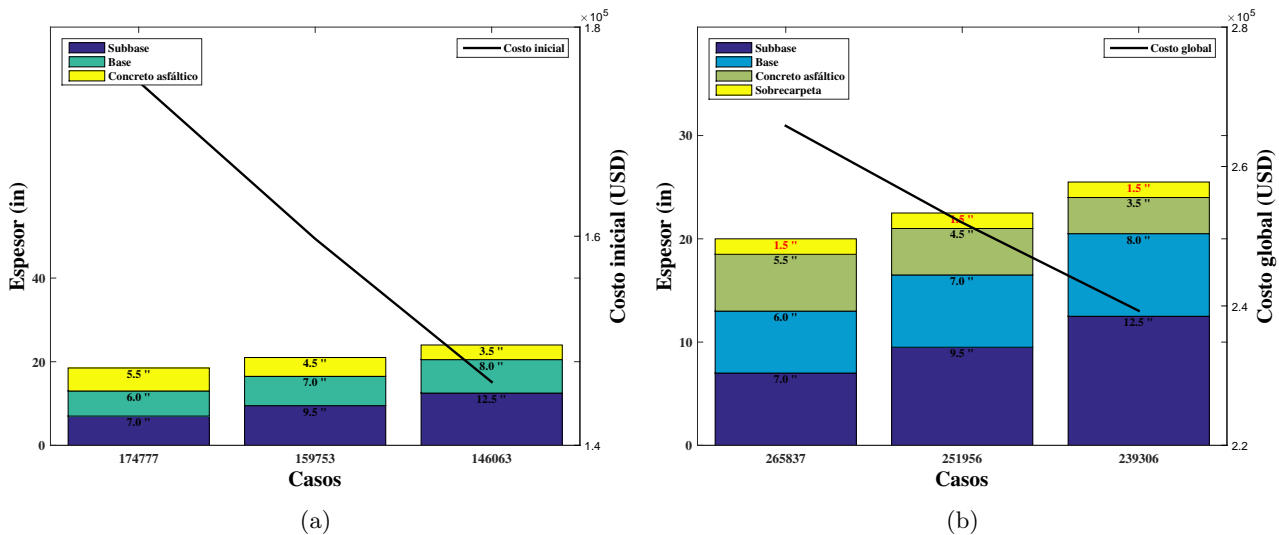 ×10⁵
1.8
Subbase
Base
Concreto asfáltico
Costo inicial
Espesor (in)
40
20
0
5.5 "
6.0 "
7.0 "
4.5 "
7.0 "
9.5 "
3.5 "
8.0 "
12.5 "
1.6
1.4
Costo inicial (USD)
174777 159753 146063
Casos
(a)
×10⁵
2.8
Subbase
Base
Concreto asfáltico
Sobrecarpeta
Costo global
Espesor (in)
30
20
10
0
1.5 "
5.5 "
6.0 "
7.0 "
1.5 "
4.5 "
7.0 "
9.5 "
1.5 "
3.5 "
8.0 "
12.5 "
2.6
2.4
2.2
Costo global (USD)
265837 251956 239306
Casos
(b)